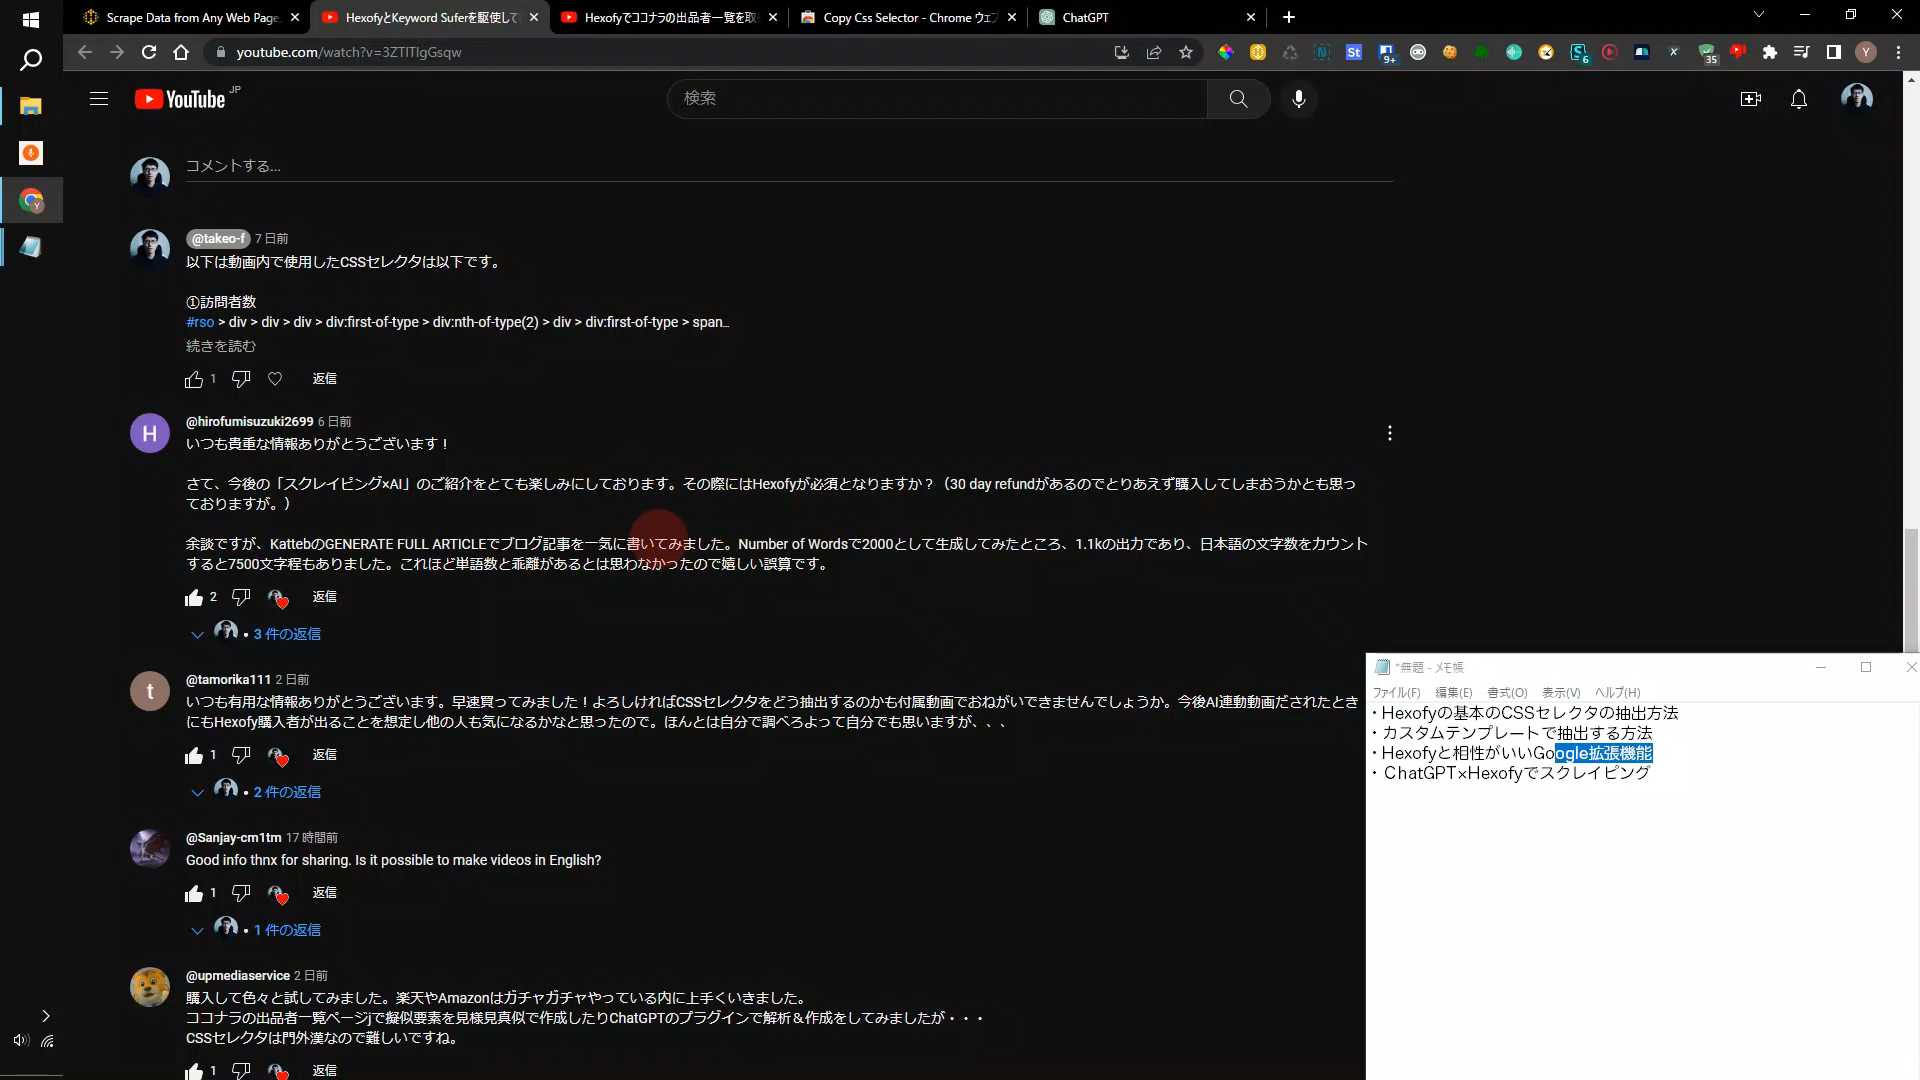 Scrape Data from Any Web Page
HexofyとKeyword Suferを駆使して
Hexofyでココナラの出品者一覧を取
Copy Css Selector - Chrome ウェブ
ChatGPT
youtube.com/watch?v=3ZTlTlgGsqw
9+
St
6
35
Y
YouTube JP
検索
コメントする...
@takeo-f 7 日前
以下は動画内で使用したCSSセレクタは以下です。
①訪問者数
#rso > div > div > div > div:first-of-type > div:nth-of-type(2) > div > div:first-of-type > span...
続きを読む
1 返信
H
@hirofumisuzuki2699 6 日前
いつも貴重な情報ありがとうございます！
さて、今後の「スクレイピング×AI」のご紹介をとても楽しみにしております。その際にはHexofyが必須となりますか？（30 day refundがあるのでとりあえず購入してしまおうかとも思っ
ておりますが。）
余談ですが、KattebのGENERATE FULL ARTICLEでブログ記事を一気に書いてみました。Number of Wordsで2000として生成してみたところ、1.1kの出力であり、日本語の文字数をカウント
すると7500文字程もありました。これほど単語数と乖離があるとは思わなかったので嬉しい誤算です。
2 返信
• 3 件の返信
t
@tamorika111 2 日前
いつも有用な情報ありがとうございます。早速買ってみました！よろしければCSSセレクタをどう抽出するのかも付属動画でおねがいできませんでしょうか。今後AI連動動画だされたとき
にもHexofy購入者が出ることを想定し他の人も気になるかなと思ったので。ほんとは自分で調べろよって自分でも思いますが、、、
1 返信
• 2 件の返信
@Sanjay-cm1tm 17 時間前
Good info thnx for sharing. Is it possible to make videos in English?
1 返信
• 1 件の返信
@upmediaservice 2 日前
購入して色々と試してみました。楽天やAmazonはガチャガチャやっている内に上手くいきました。
ココナラの出品者一覧ページjで擬似要素を見様見真似で作成したりChatGPTのプラグインで解析＆作成をしてみましたが・・・
CSSセレクタは門外漢なので難しいですね。
1 返信
*無題 - メモ帳
ファイル(F) 編集(E) 書式(O) 表示(V) ヘルプ(H)
・Hexofyの基本のCSSセレクタの抽出方法
・カスタムテンプレートで抽出する方法
・Hexofyと相性がいいGoogle拡張機能
・ChatGPT×Hexofyでスクレイピング